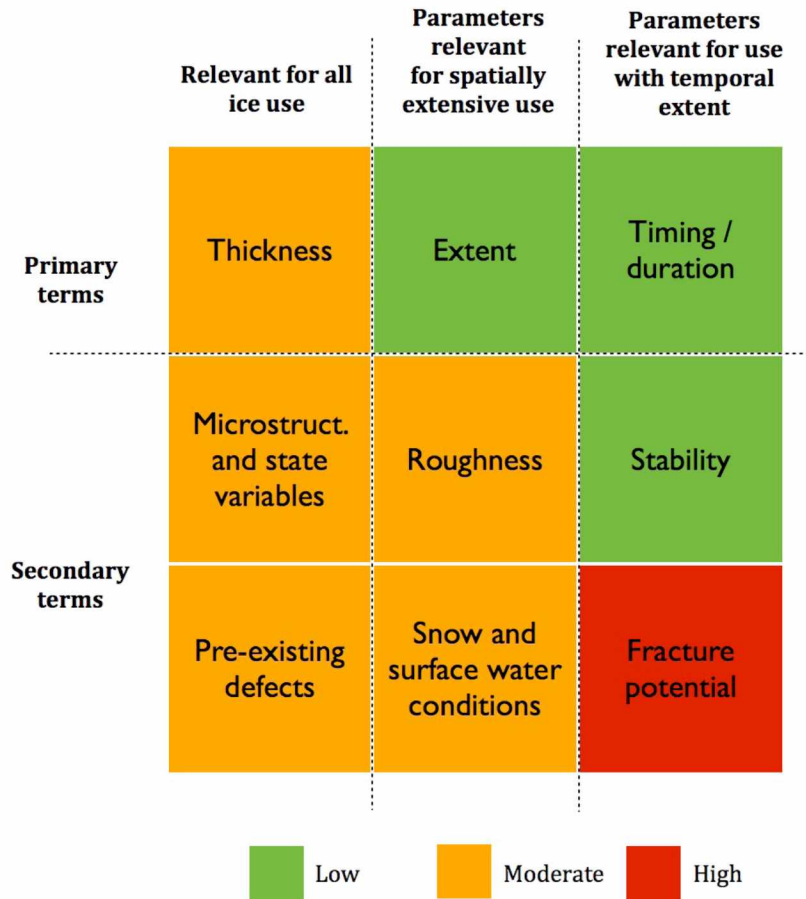 Relevant for all
ice use
Parameters
relevant
for spatially
extensive use
Parameters
relevant for use
with temporal
extent
Primary
terms
Thickness
Extent
Timing /
duration
Secondary
terms
Microstruct.
and state
variables
Roughness
Stability
Pre-existing
defects
Snow and
surface water
conditions
Fracture
potential
Low
Moderate
High